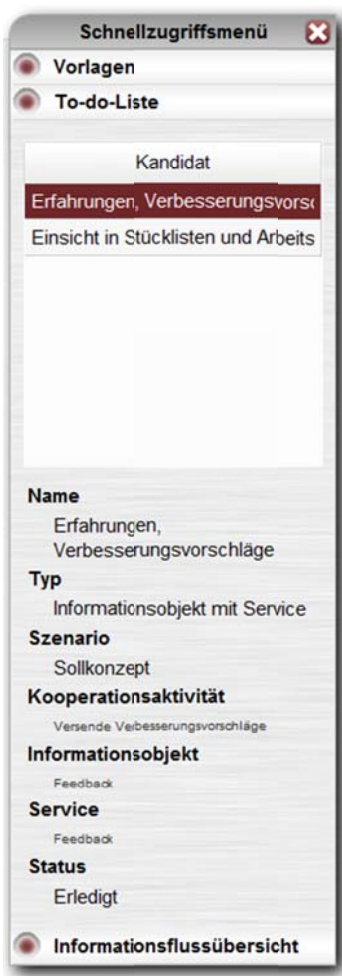 Schnellzugriffsmenü
Vorlagen
To-do-Liste
Kandidat
Erfahrungen, Verbesserungsvorsc
Einsicht in Stücklisten und Arbeits
Name
Erfahrungen,
Verbesserungsvorschläge
Typ
Informationsobjekt mit Service
Szenario
Sollkonzept
Kooperationsaktivität
Versende Verbesserungsvorschläge
Informationsobjekt
Feedback
Service
Feedback
Status
Erledigt
Informationsflussübersicht